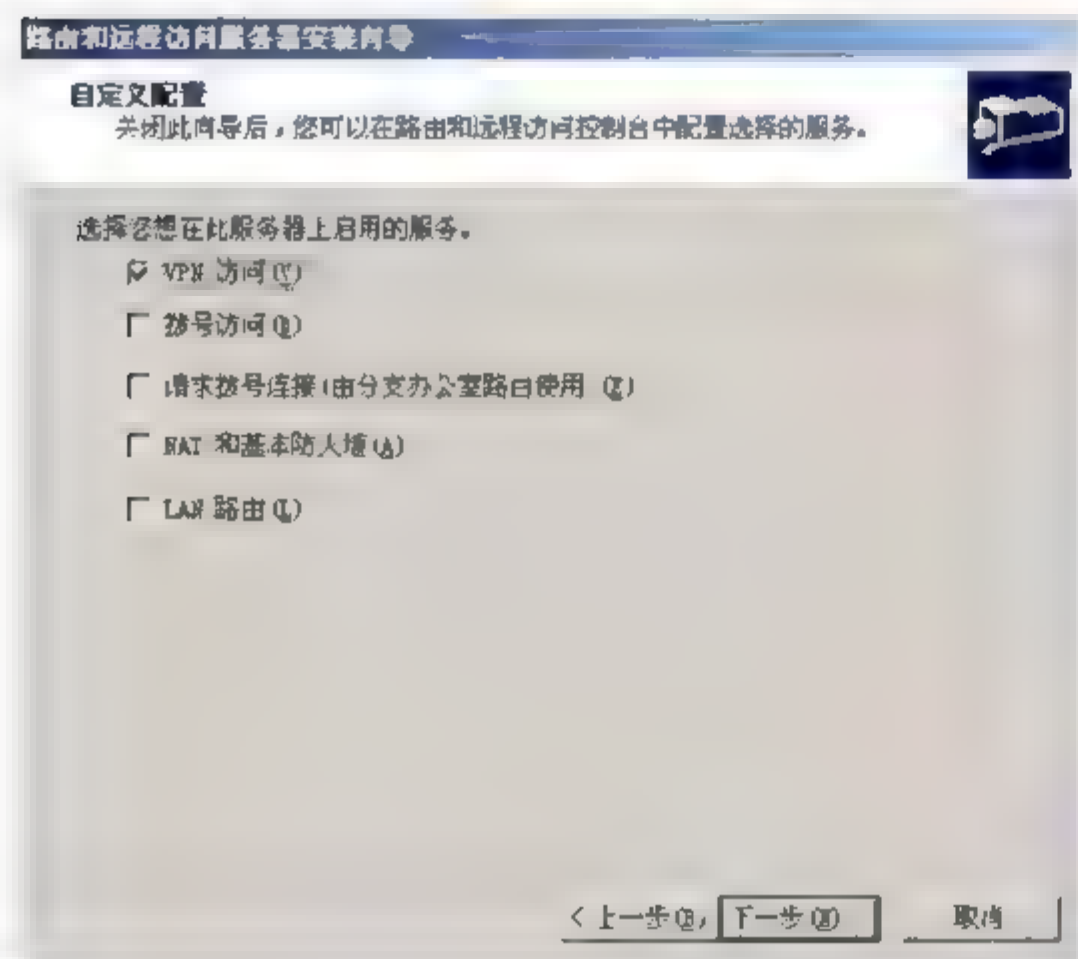 路由和远程访问服务器安装向导
自定义配置
关闭此向导后，您可以在路由和远程访问控制台中配置选择的服务。
选择您想在此服务器上启用的服务。
VPN 访问(V)
拨号访问(D)
请求拨号连接(由分支办公室路由使用 (E)
NAT 和基本防火墙(A)
LAN 路由(L)
< 上一步(B)
下一步(N)
取消